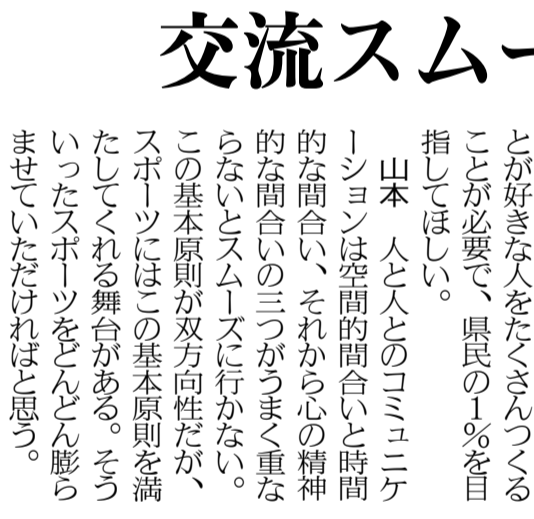 交流スムー
とが好きな人をたくさんつくる
ことが必要で、県民の1%を目
指してほしい。
山本　人と人とのコミュニケ
ーションは空間的間合いと時間
的な間合い、それから心の精神
的な間合いの三つがうまく重な
らないとスムーズに行かない。
この基本原則が双方向性だが、
スポーツにはこの基本原則を満
たしてくれる舞台がある。そう
いったスポーツをどんどん膨ら
ませていただければと思う。